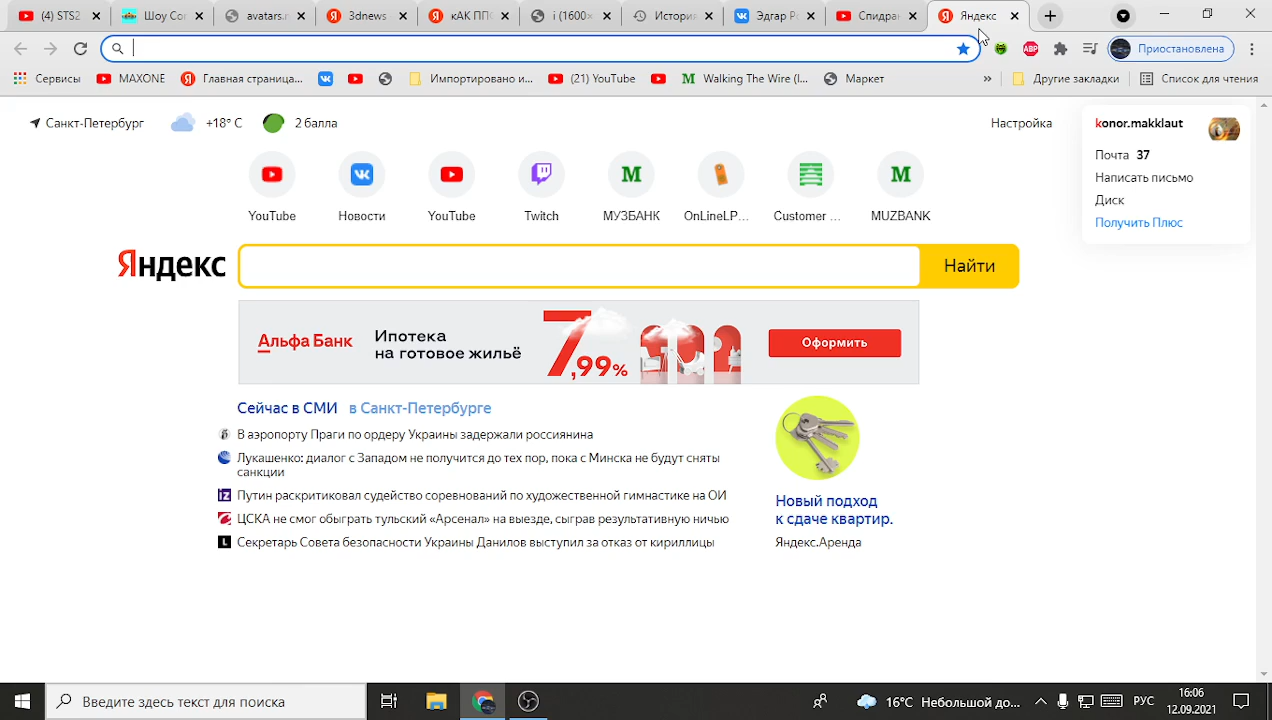 (4) STS2
Шоу Con
avatars.m
3dnews
кАК ППО
i (1600×
История
Эдгар Ро
Спидран
Яндекс
ABP
Приостановлена
Сервисы
MAXONE
Главная страница...
Импортировано и...
(21) YouTube
Walking The Wire (I...
Маркет
»
Другие закладки
Список для чтения
Санкт-Петербург
+18° C
2 балла
Настройка
konor.makklaut
Почта 37
Написать письмо
Диск
Получить Плюс
YouTube
Новости
YouTube
Twitch
МУЗБАНК
OnLineLP...
Customer ...
MUZBANK
Яндекс
Найти
Альфа Банк
Ипотека
на готовое жильё
7,99%
Оформить
Сейчас в СМИ в Санкт-Петербурге
В аэропорту Праги по ордеру Украины задержали россиянина
Лукашенко: диалог с Западом не получится до тех пор, пока с Минска не будут сняты
санкции
Путин раскритиковал судейство соревнований по художественной гимнастике на ОИ
ЦСКА не смог обыграть тульский «Арсенал» на выезде, сыграв результативную ничью
Секретарь Совета безопасности Украины Данилов выступил за отказ от кириллицы
Новый подход
к сдаче квартир.
Яндекс.Аренда
Введите здесь текст для поиска
16°C Небольшой до...
РУС
16:06
12.09.2021